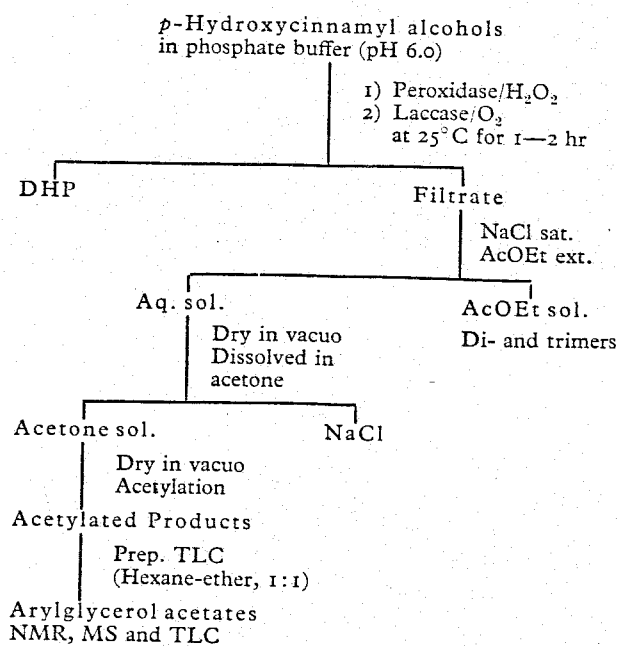 p-Hydroxycinnamyl alcohols
in phosphate buffer (pH 6.0)
1) Peroxidase/H₂O₂
2) Laccase/O₂
at 25°C for 1—2 hr
DHP
Filtrate
NaCl sat.
AcOEt ext.
Aq. sol.
AcOEt sol.
Dry in vacuo
Dissolved in
acetone
Di- and trimers
Acetone sol.
NaCl
Dry in vacuo
Acetylation
Acetylated Products
Prep. TLC
(Hexane-ether, 1:1)
Arylglycerol acetates
NMR, MS and TLC